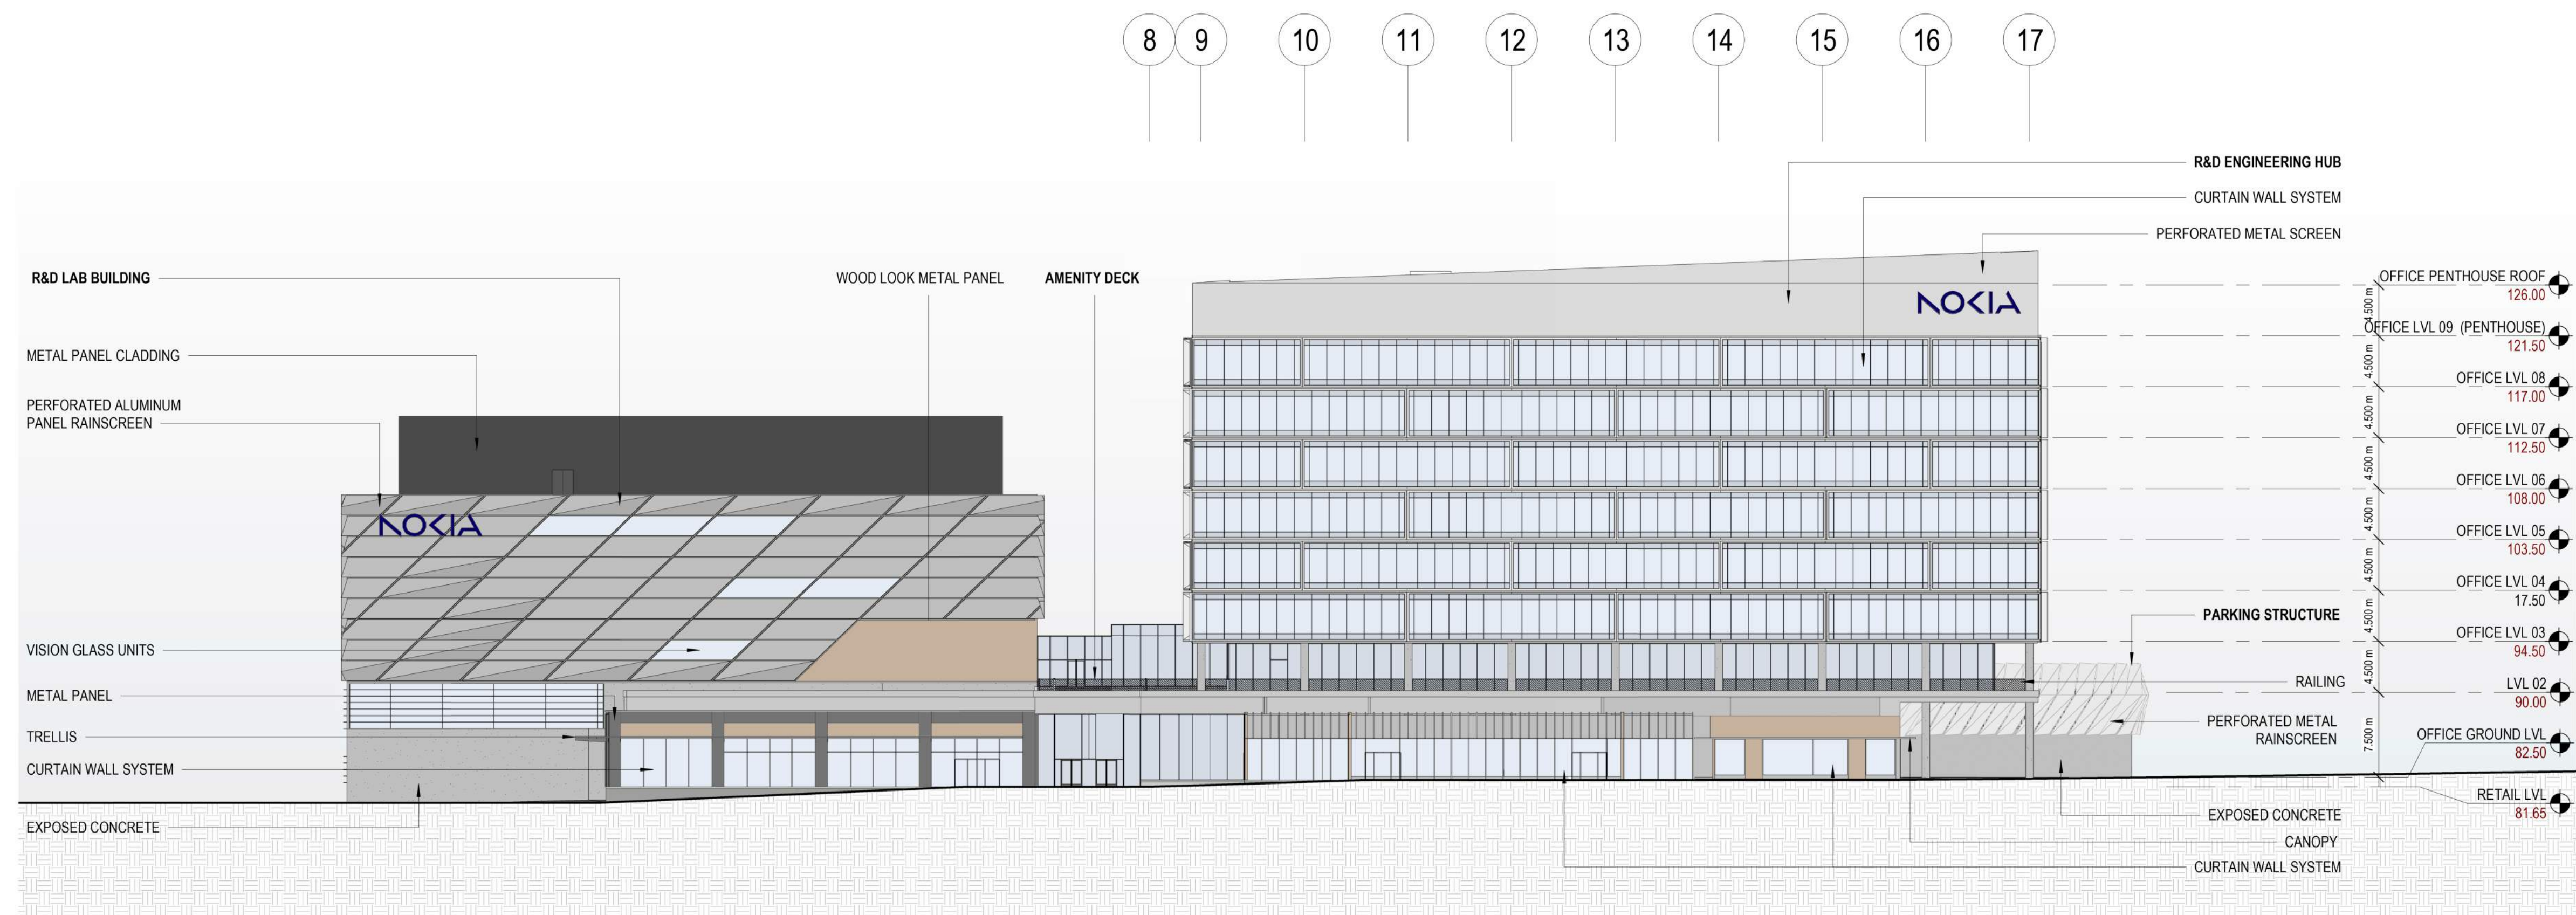 8
9
10
11
12
13
14
15
16
17
R&D ENGINEERING HUB
CURTAIN WALL SYSTEM
PERFORATED METAL SCREEN
R&D LAB BUILDING
WOOD LOOK METAL PANEL
AMENITY DECK
METAL PANEL CLADDING
PERFORATED ALUMINUM
PANEL RAINSCREEN
NOKIA
NOKIA
VISION GLASS UNITS
METAL PANEL
TRELLIS
CURTAIN WALL SYSTEM
EXPOSED CONCRETE
OFFICE PENTHOUSE ROOF
126.00
4.500 m
OFFICE LVL 09 (PENTHOUSE)
121.50
4.500 m
OFFICE LVL 08
117.00
4.500 m
OFFICE LVL 07
112.50
4.500 m
OFFICE LVL 06
108.00
4.500 m
OFFICE LVL 05
103.50
4.500 m
OFFICE LVL 04
17.50
4.500 m
OFFICE LVL 03
94.50
4.500 m
LVL 02
90.00
7.500 m
OFFICE GROUND LVL
82.50
RETAIL LVL
81.65
PARKING STRUCTURE
RAILING
PERFORATED METAL
RAINSCREEN
EXPOSED CONCRETE
CANOPY
CURTAIN WALL SYSTEM